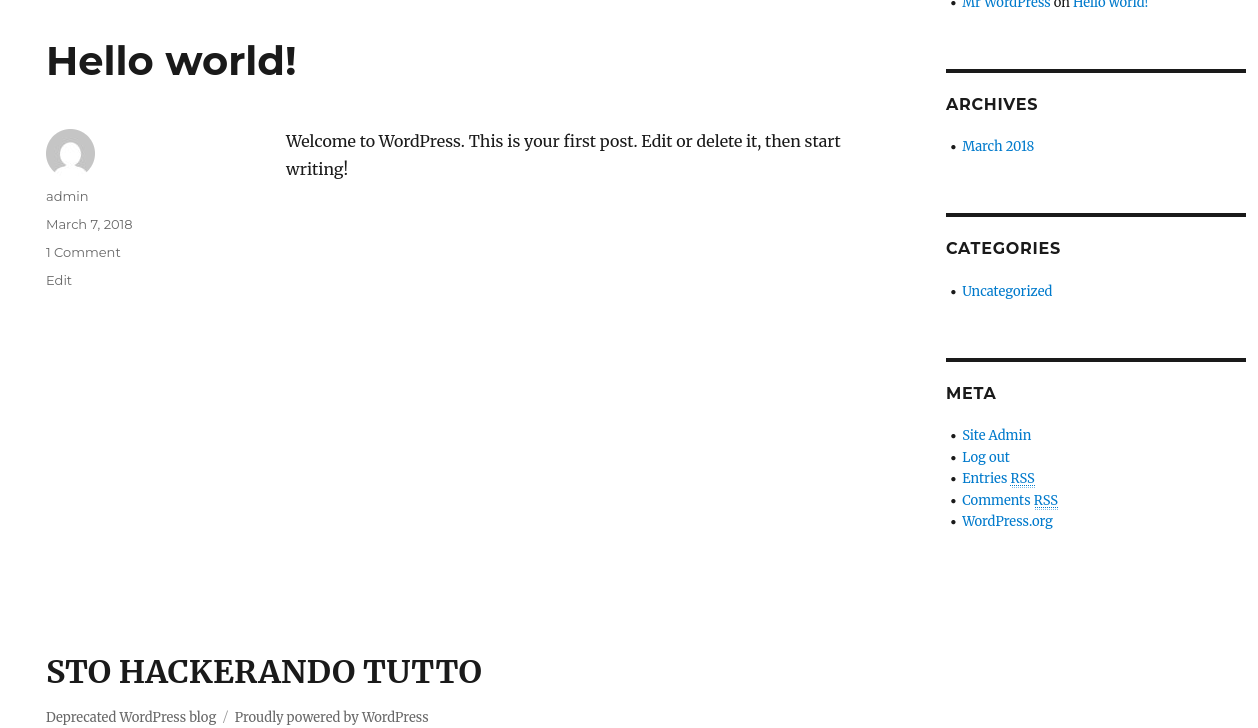 Mr WordPress on Hello world!
Hello world!
admin
March 7, 2018
1 Comment
Edit
Welcome to WordPress. This is your first post. Edit or delete it, then start
writing!
ARCHIVES
March 2018
CATEGORIES
Uncategorized
META
Site Admin
Log out
Entries RSS
Comments RSS
WordPress.org
STO HACKERANDO TUTTO
Deprecated WordPress blog / Proudly powered by WordPress